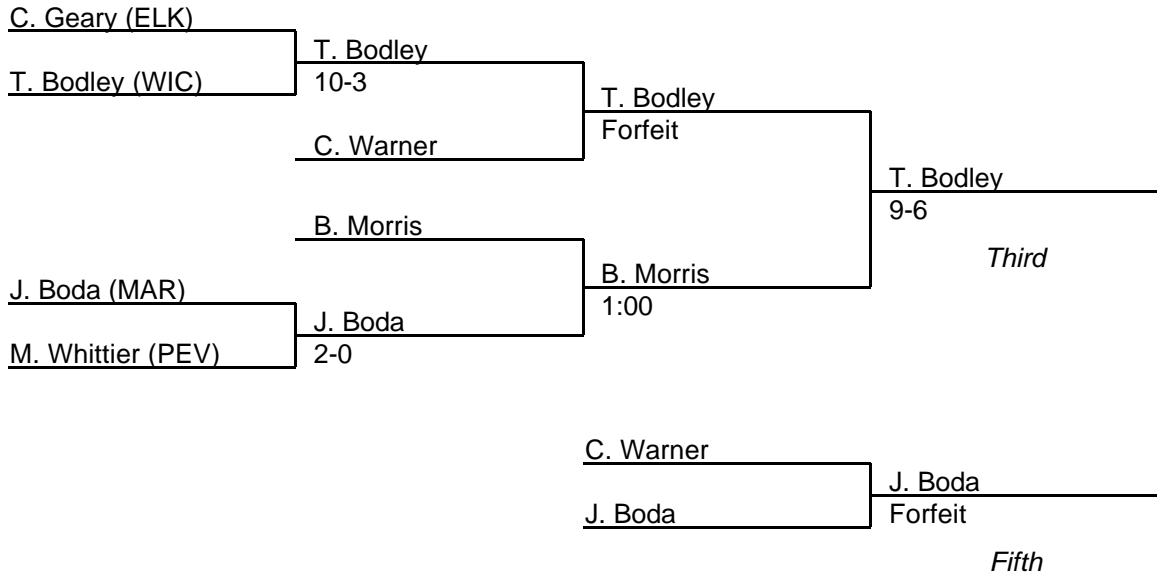 C. Geary (ELK)
T. Bodley (WIC)
T. Bodley
10-3
C. Warner
T. Bodley
Forfeit
B. Morris
J. Boda (MAR)
M. Whittier (PEV)
J. Boda
2-0
B. Morris
1:00
T. Bodley
9-6
Third
C. Warner
J. Boda
J. Boda
Forfeit
Fifth